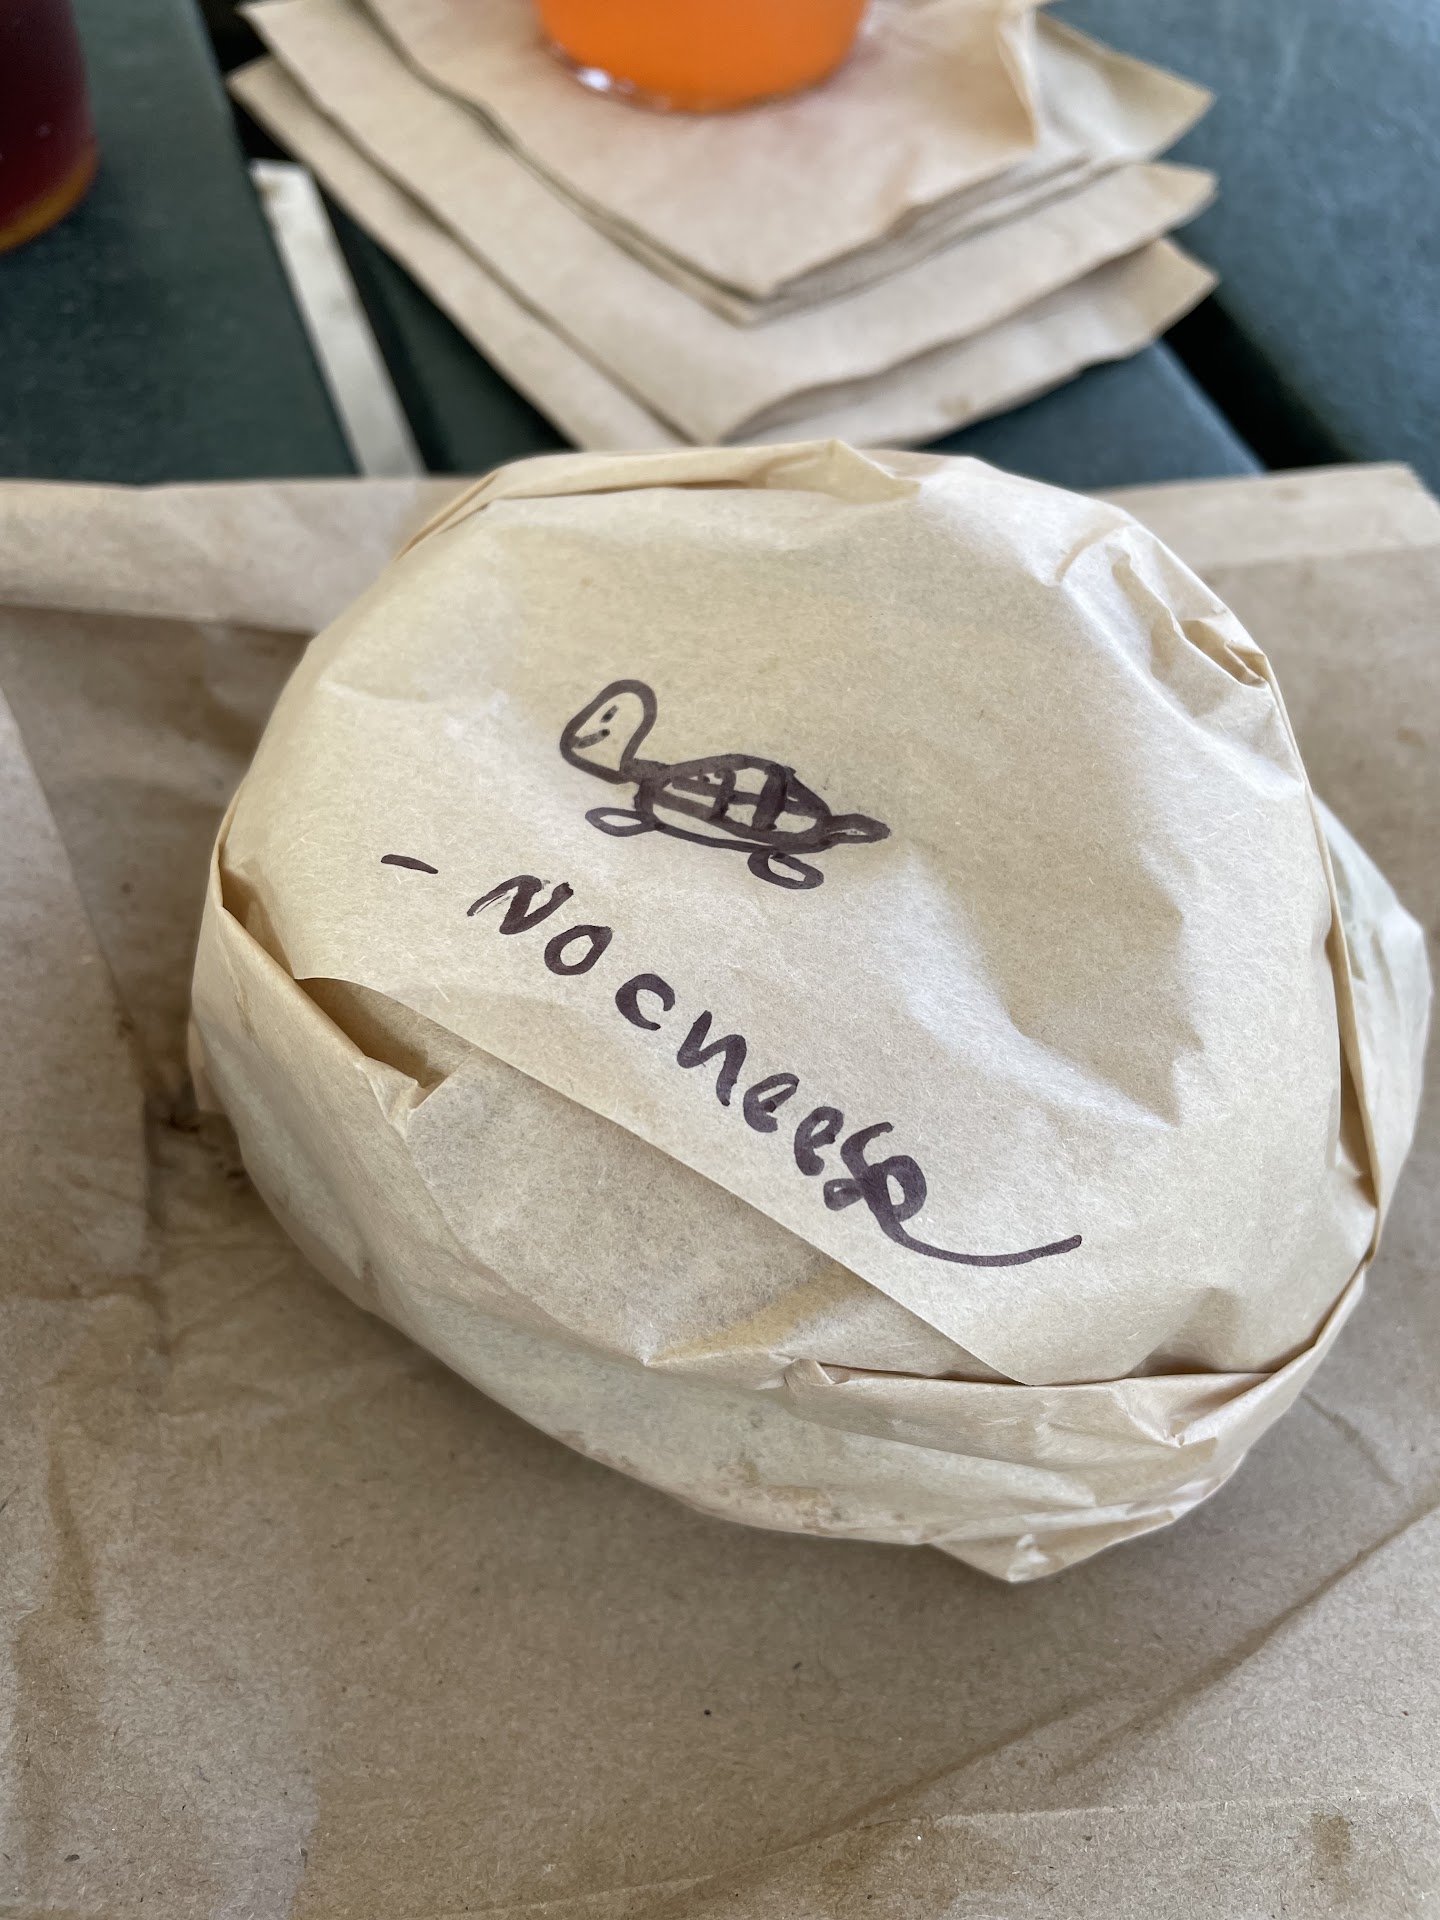 - No cheese